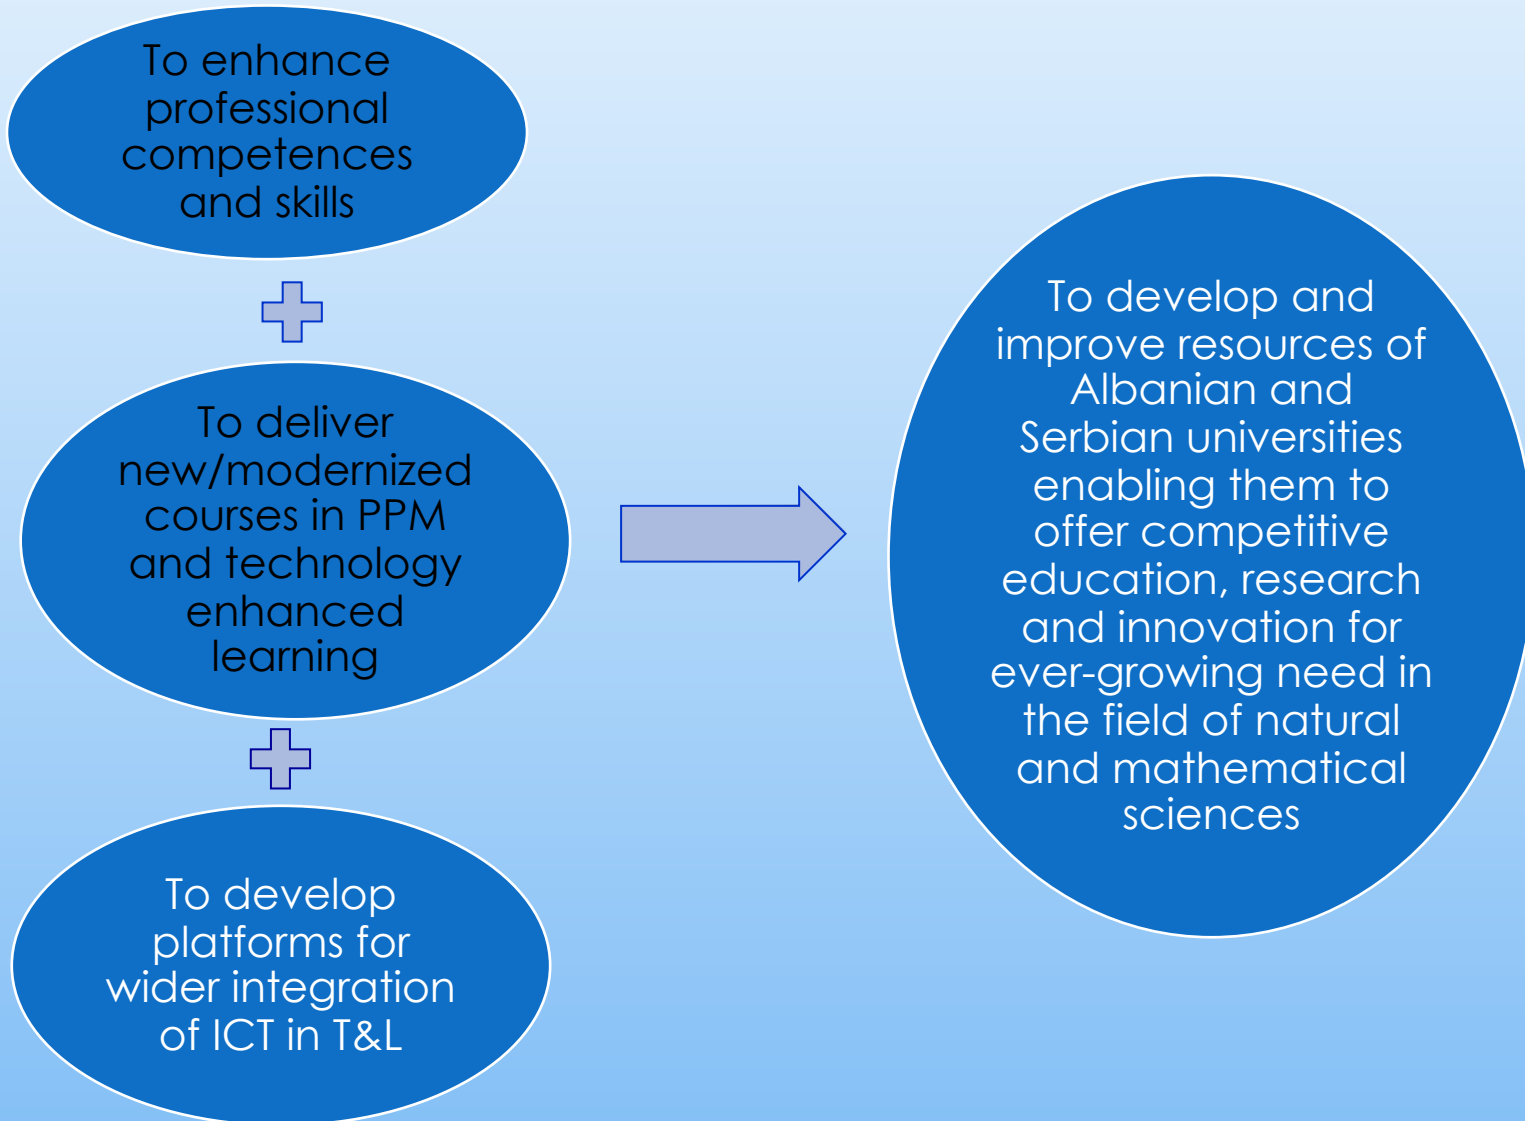 To enhance
professional
competences
and skills
To deliver
new/modernized
courses in PPM
and technology
enhanced
learning
To develop
platforms for
wider integration
of ICT in T&L
To develop and
improve resources of
Albanian and
Serbian universities
enabling them to
offer competitive
education, research
and innovation for
ever-growing need in
the field of natural
and mathematical
sciences